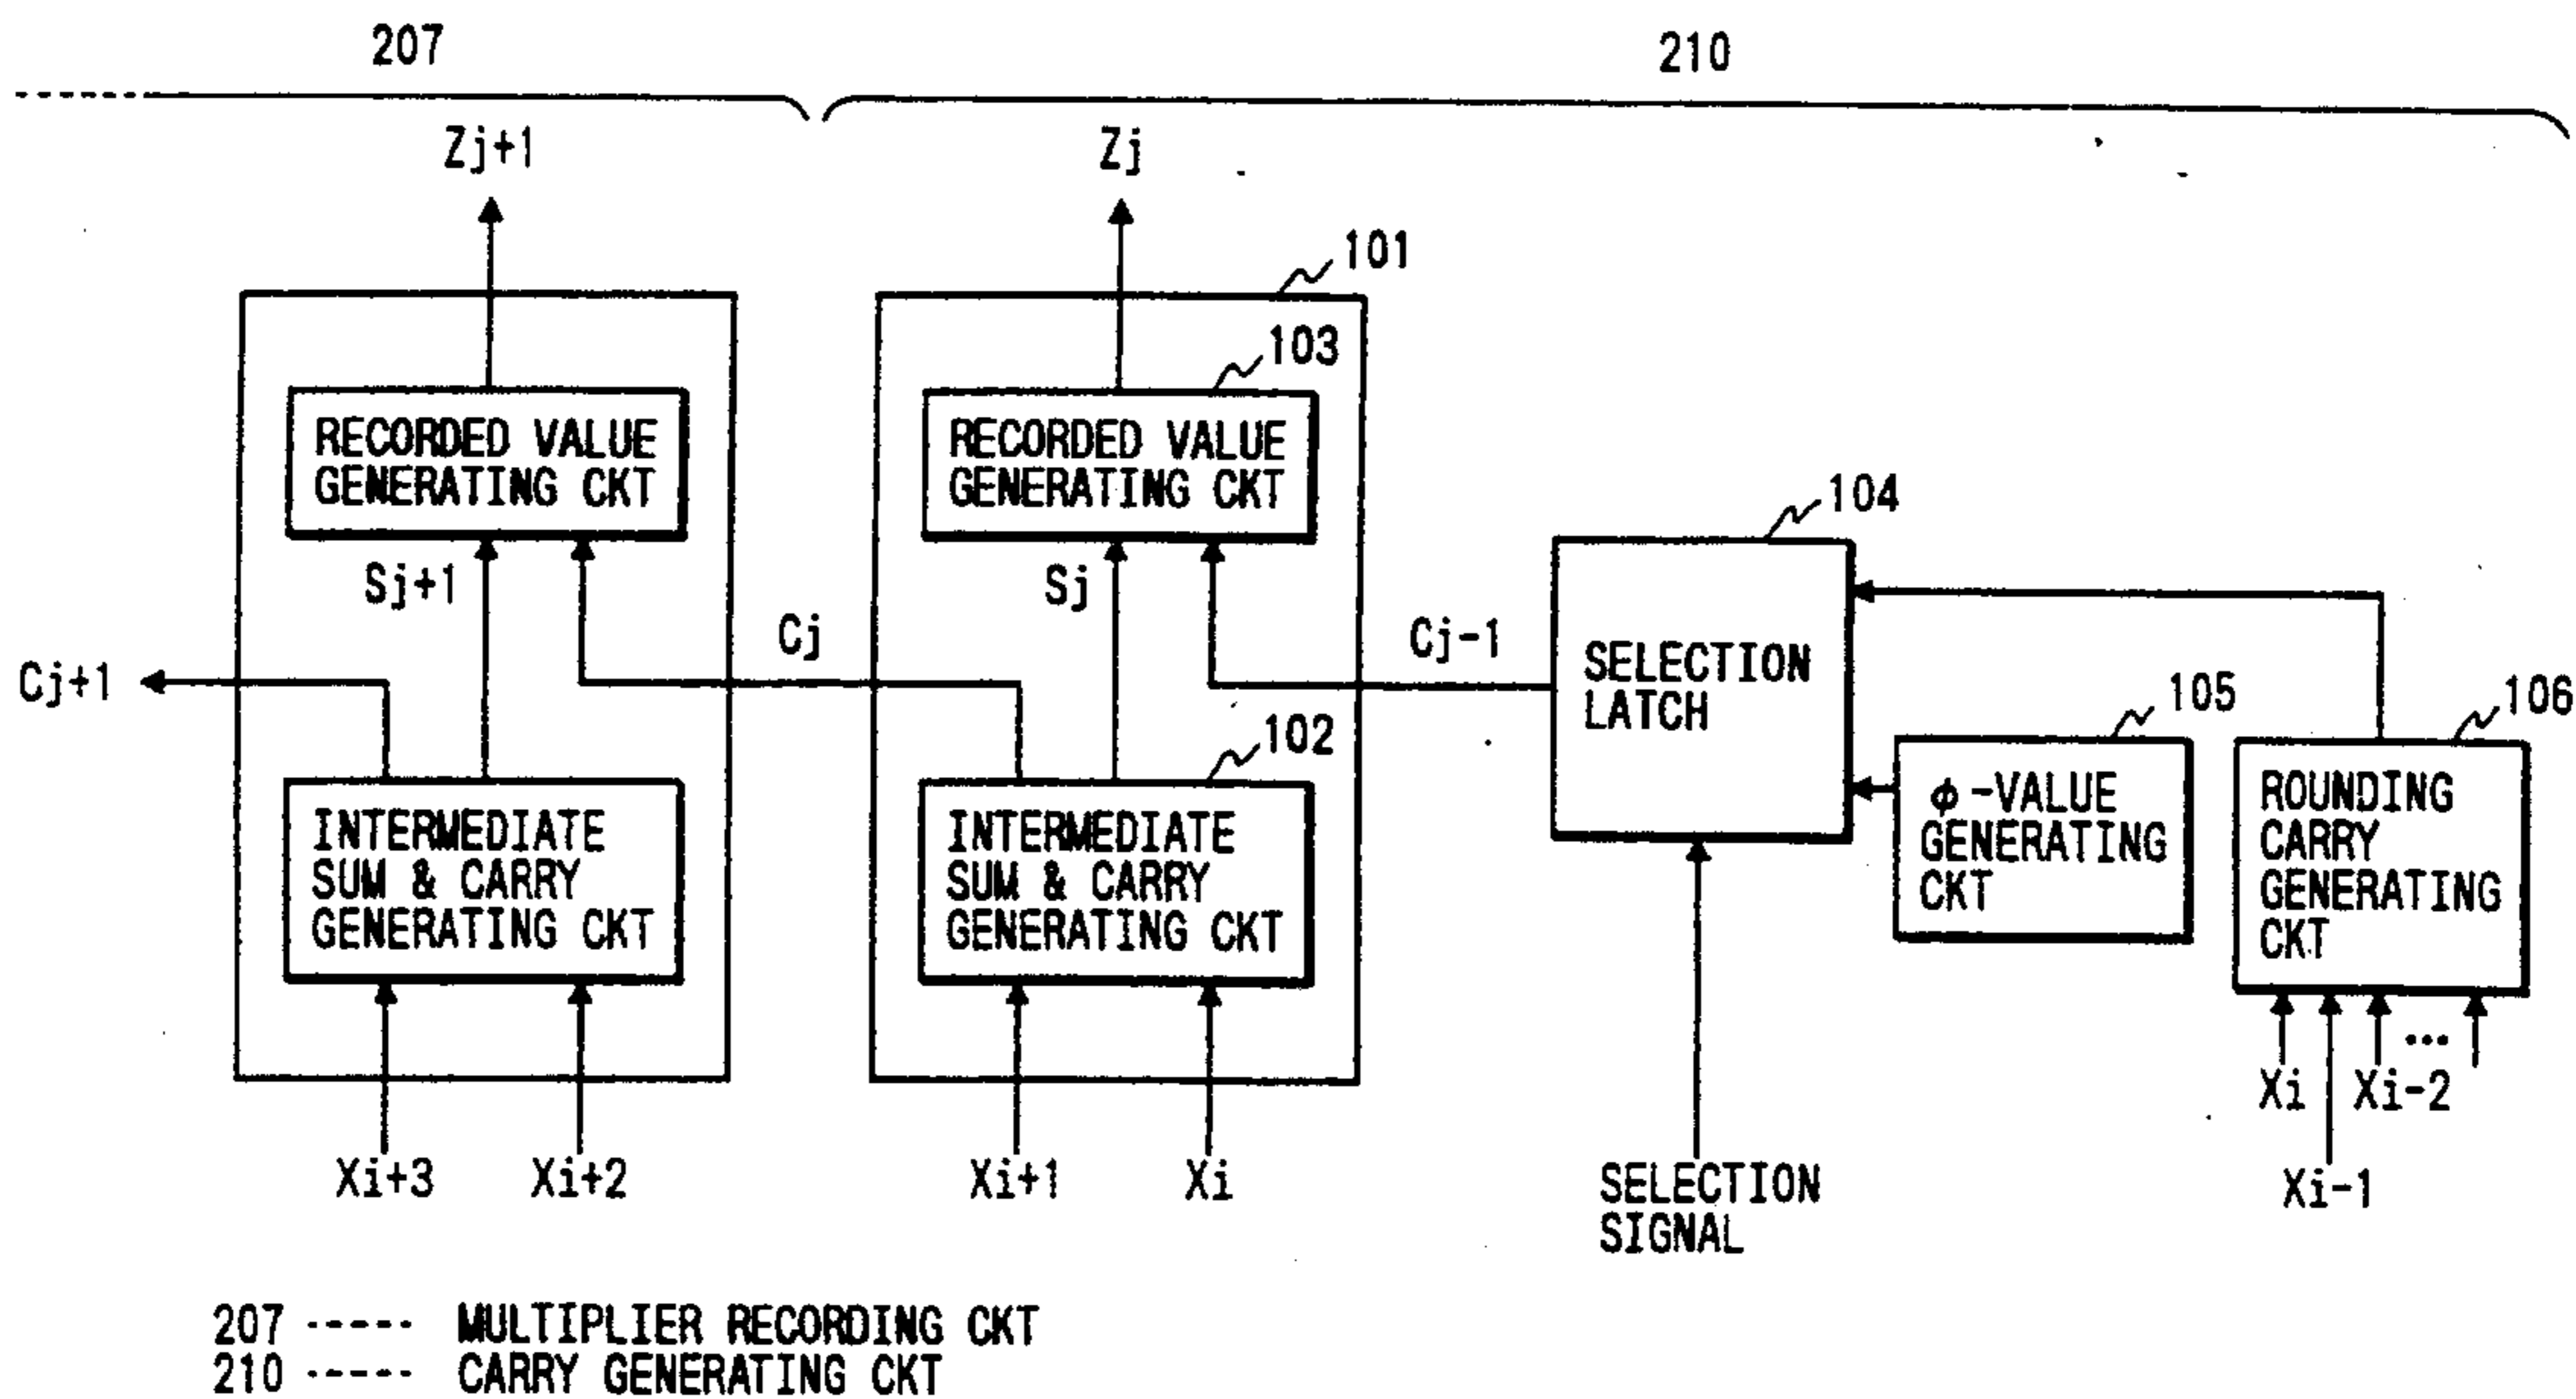 207
210
Zj+1
Zj
101
103
RECORDED VALUE
GENERATING CKT
RECORDED VALUE
GENERATING CKT
104
Sj+1
Sj
Cj
Cj-1
Cj+1
SELECTION
LATCH
105
106
102
INTERMEDIATE
SUM & CARRY
GENERATING CKT
INTERMEDIATE
SUM & CARRY
GENERATING CKT
ϕ-VALUE
GENERATING
CKT
ROUNDING
CARRY
GENERATING
CKT
...
Xi
Xi-2
Xi+3
Xi+2
Xi+1
Xi
SELECTION
SIGNAL
Xi-1
207 ----- MULTIPLIER RECORDING CKT
210 ----- CARRY GENERATING CKT